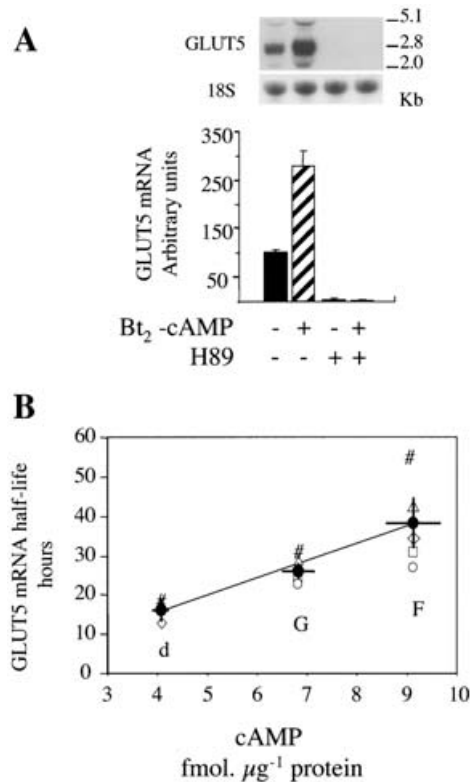 A
GLUT5
5.1
2.8
2.0
18S
Kb
GLUT5 mRNA
Arbitrary units
350
250
150
50
Bt₂ -cAMP - + - +
H89 - - + +
B
GLUT5 mRNA half-life
hours
60
50
40
30
20
10
0
#
#
#
d
G
F
3 4 5 6 7 8 9 10
cAMP
fmol. µg⁻¹ protein